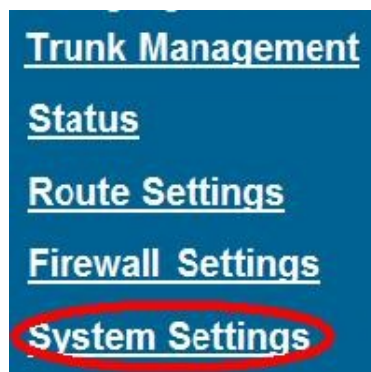 Trunk Management
Status
Route Settings
Firewall Settings
System Settings